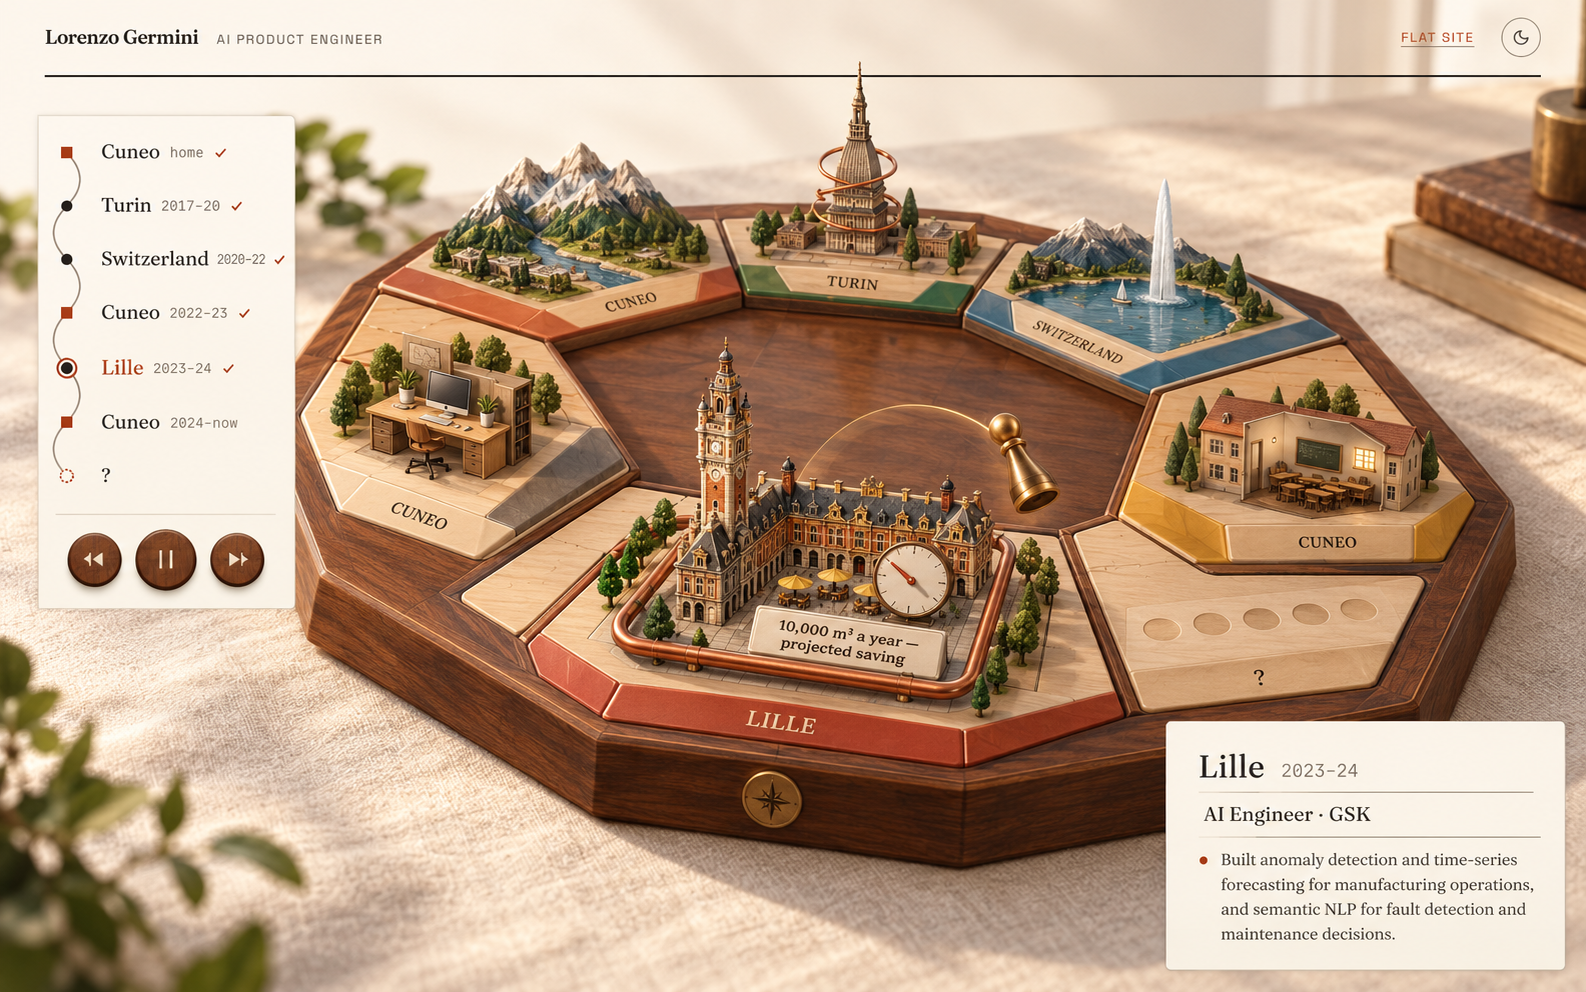 Lorenzo Germini AI PRODUCT ENGINEER
FLAT SITE
Cuneo home
Turin 2017–20
Switzerland 2020–22
Cuneo 2022–23
Lille 2023–24
Cuneo 2024–now
?
CUNEO
TURIN
SWITZERLAND
CUNEO
CUNEO
10,000 m³ a year —
projected saving
?
LILLE
Lille 2023–24
AI Engineer · GSK
Built anomaly detection and time-series
forecasting for manufacturing operations,
and semantic NLP for fault detection and
maintenance decisions.